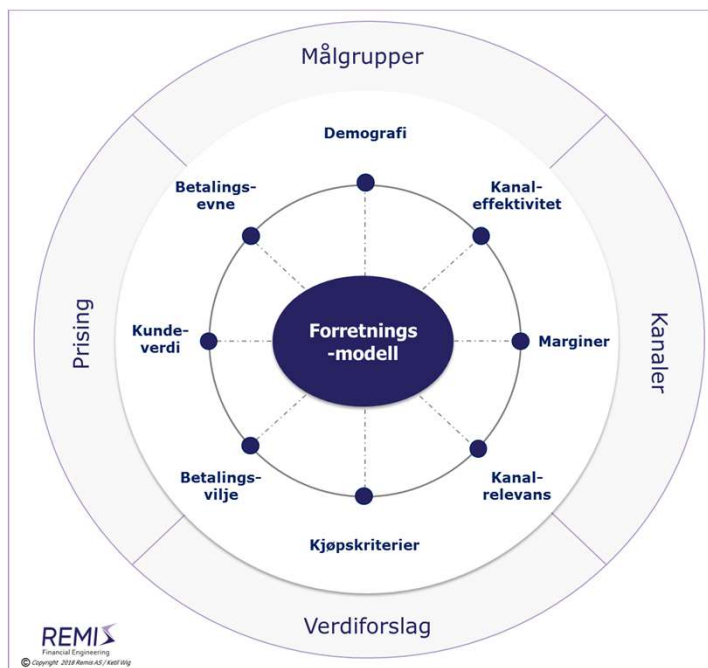 Målgrupper
Demografi
Betalings-
evne
Kanal-
effektivitet
Prising
Kunde-
verdi
Forretnings
-modell
Marginer
Kanaler
Betalings-
vilje
Kanal-
relevans
Kjøpskriterier
Verdiforslag
REMIS
Financial Engineering
© Copyright 2018 Remis AS / Ketil Wig